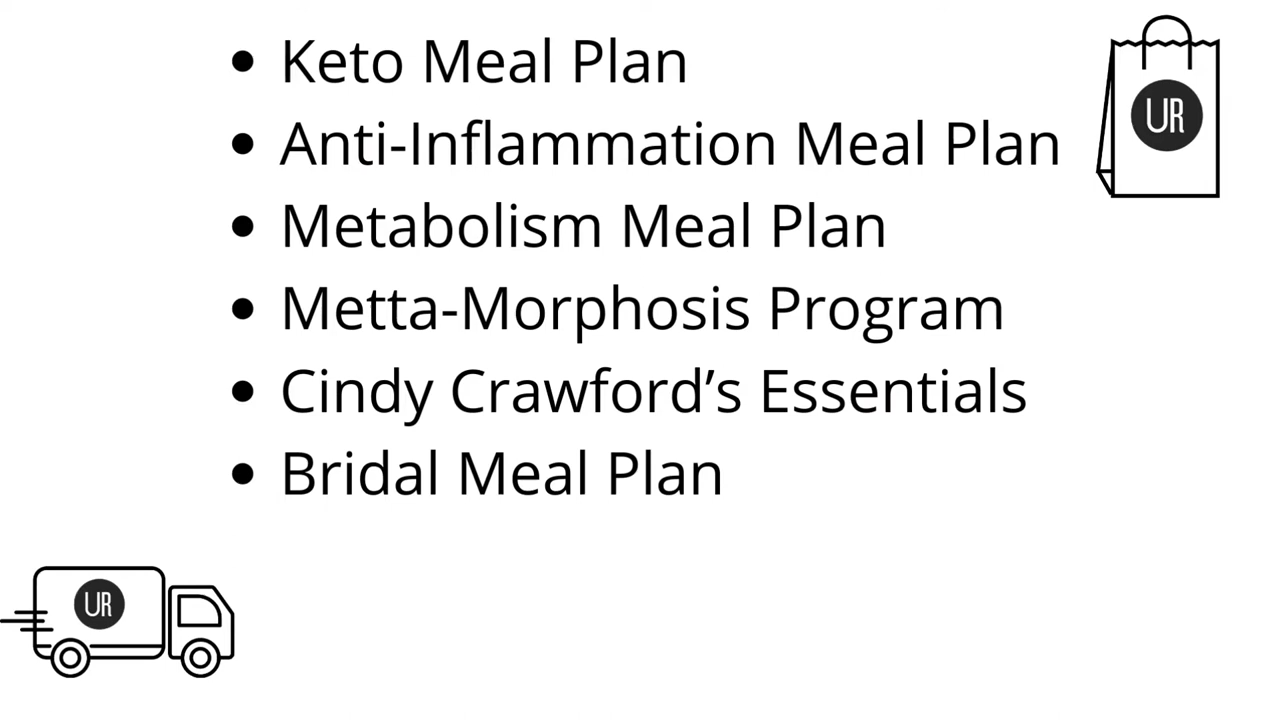 • Keto Meal Plan
• Anti-Inflammation Meal Plan
• Metabolism Meal Plan
• Metta-Morphosis Program
• Cindy Crawford’s Essentials
• Bridal Meal Plan
UR
UR